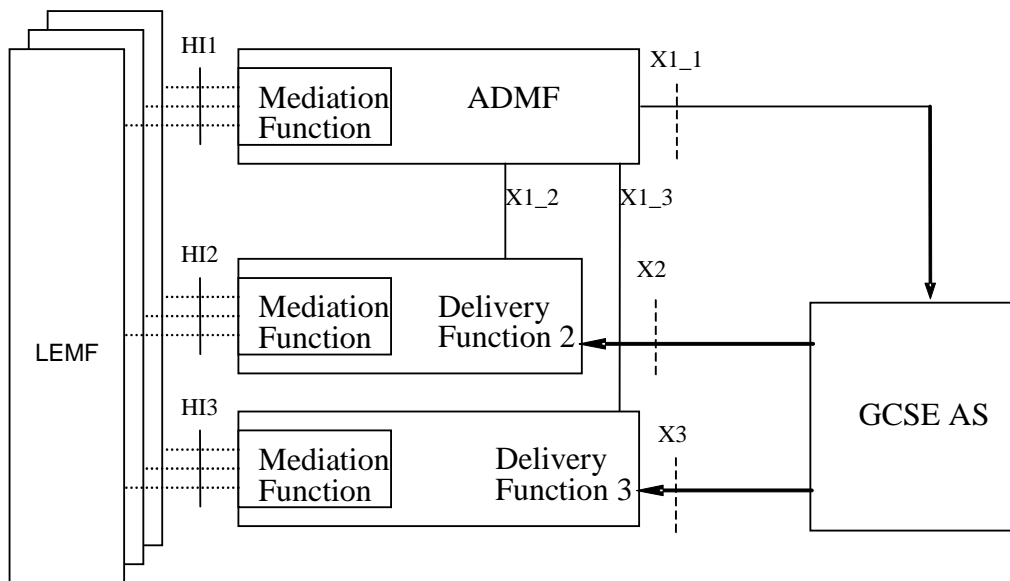 HI1
Mediation
Function
ADMF
X1_1
X1_2
X1_3
HI2
Mediation
Function
Delivery
Function 2
X2
LEMF
GCSE AS
HI3
Mediation
Function
Delivery
Function 3
X3